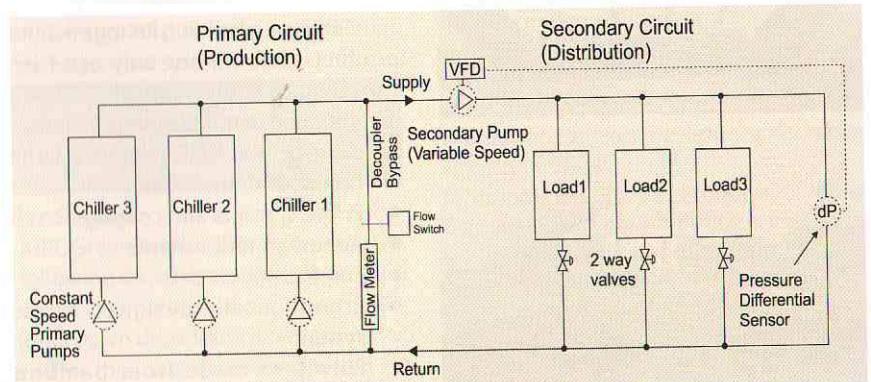 Primary Circuit
(Production)
Secondary Circuit
(Distribution)
Supply
VFD
Secondary Pump
(Variable Speed)
Decoupler
Bypass
Chiller 3
Chiller 2
Chiller 1
Flow
Switch
Flow Meter
Load1
Load2
Load3
dP
2 way
valves
Pressure
Differential
Sensor
Constant
Speed
Primary
Pumps
Return